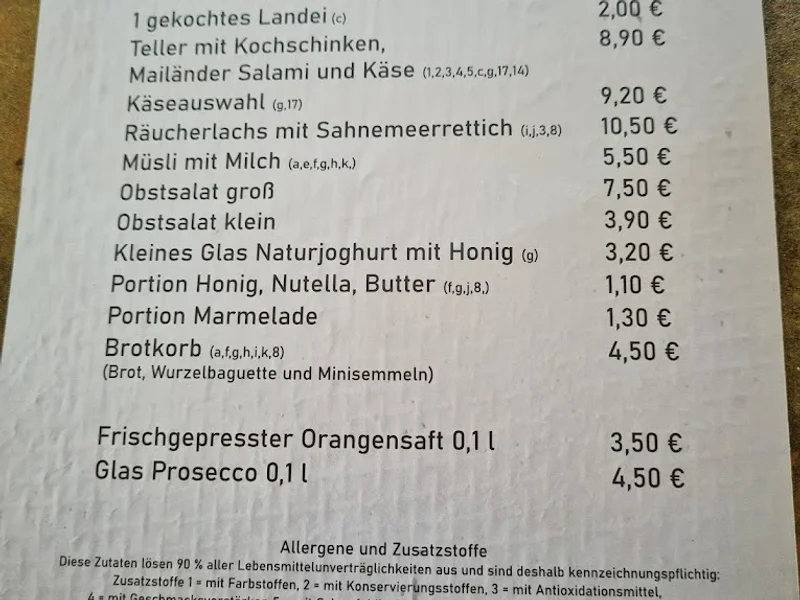 1 gekochtes Landei (c) 2,00 €
Teller mit Kochschinken, 8,90 €
Mailänder Salami und Käse (1,2,3,4,5,c,g,17,14)
Käseauswahl (g,17) 9,20 €
Räucherlachs mit Sahnemeerrettich (i,j,3,8) 10,50 €
Müsli mit Milch (a,e,f,g,h,k,) 5,50 €
Obstsalat groß 7,50 €
Obstsalat klein 3,90 €
Kleines Glas Naturjoghurt mit Honig (g) 3,20 €
Portion Honig, Nutella, Butter (f,g,j,8,) 1,10 €
Portion Marmelade 1,30 €
Brotkorb (a,f,g,h,i,k,8) 4,50 €
(Brot, Wurzelbaguette und Minisemmeln)
Frischgepresster Orangensaft 0,1 l 3,50 €
Glas Prosecco 0,1 l 4,50 €
Allergene und Zusatzstoffe
Diese Zutaten lösen 90 % aller Lebensmittelunverträglichkeiten aus und sind deshalb kennzeichnungspflichtig:
Zusatzstoffe 1 = mit Farbstoffen, 2 = mit Konservierungsstoffen, 3 = mit Antioxidationsmittel,
4 = mit